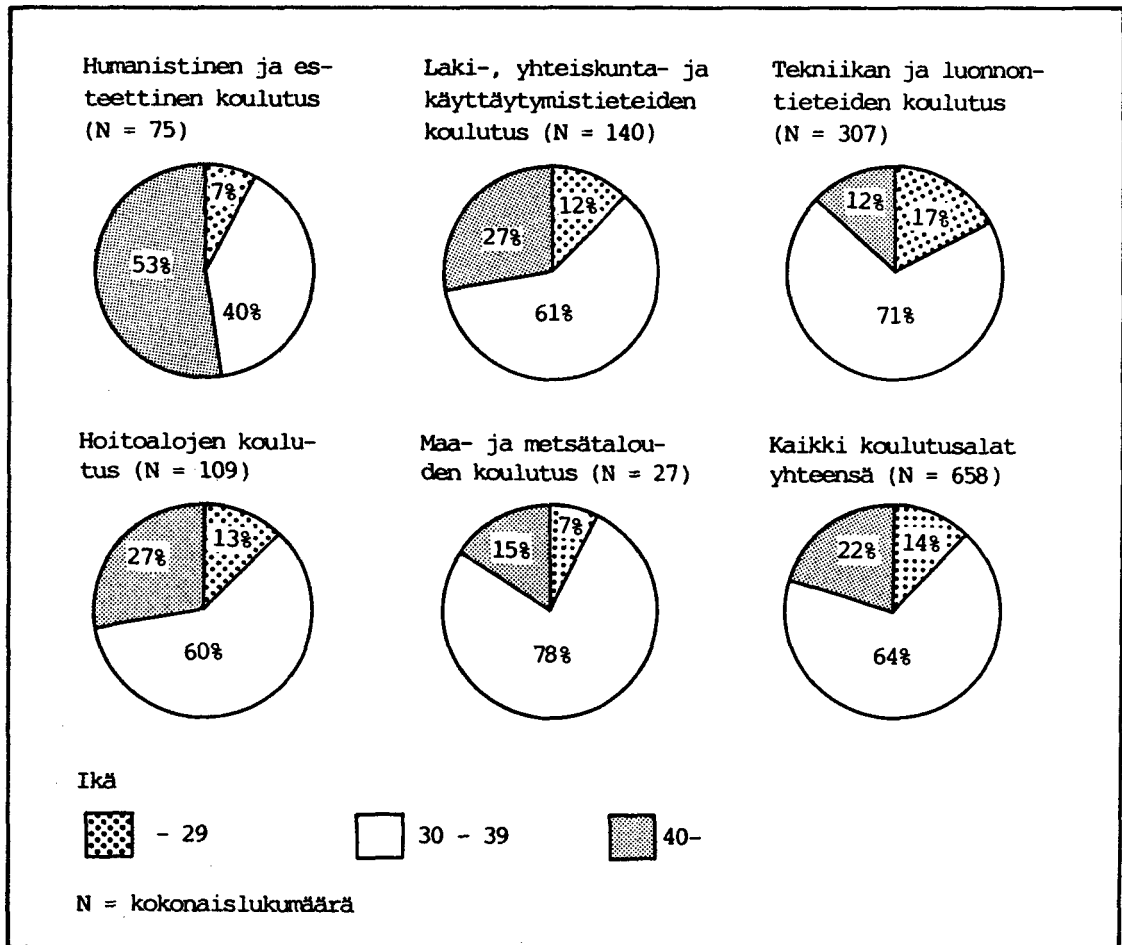 Humanistinen ja es-
teettinen koulutus
(N = 75)
7%
53%
40%
Laki-, yhteiskunta- ja
käyttäytymistieteiden
koulutus (N = 140)
12%
27%
61%
Tekniikan ja luonnon-
tieteiden koulutus
(N = 307)
12%
17%
71%
Hoitoalojen koulu-
tus (N = 109)
13%
27%
60%
Maa- ja metsätalou-
den koulutus (N = 27)
7%
15%
78%
Kaikki koulutusalat
yhteensä (N = 658)
22%
14%
64%
Ikä
- 29
30 - 39
40-
N = kokonaislukumäärä